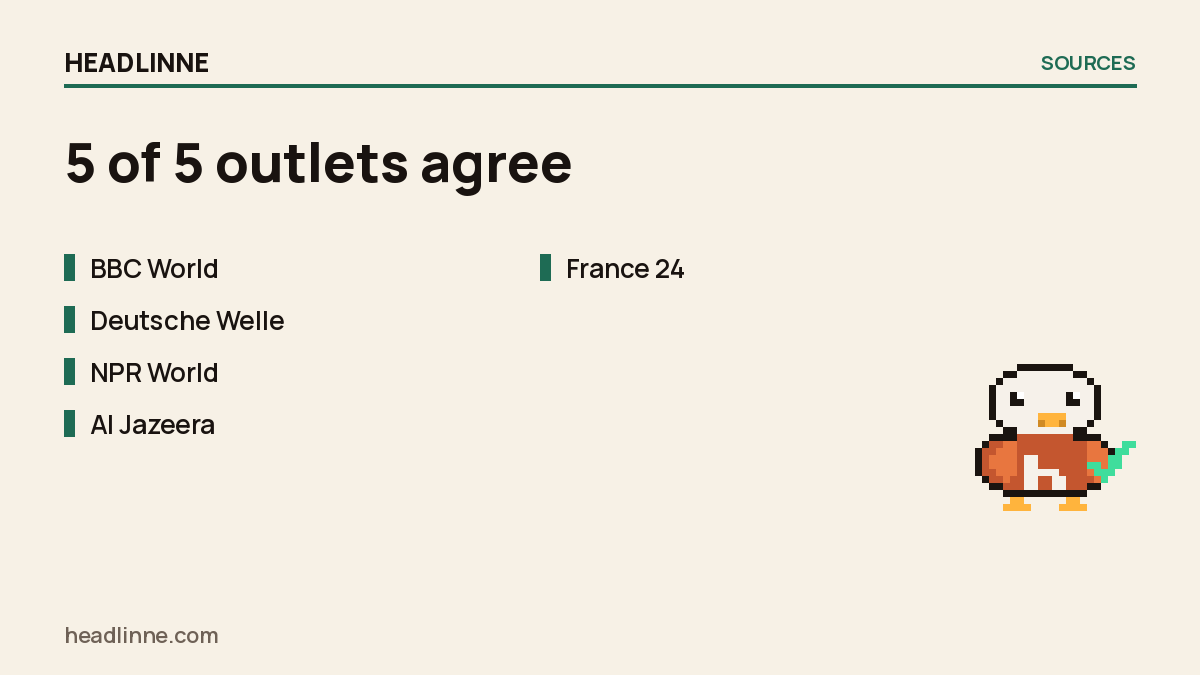 HEADLINNE
SOURCES
5 of 5 outlets agree
BBC World
Deutsche Welle
NPR World
Al Jazeera
France 24
h
headlinne.com